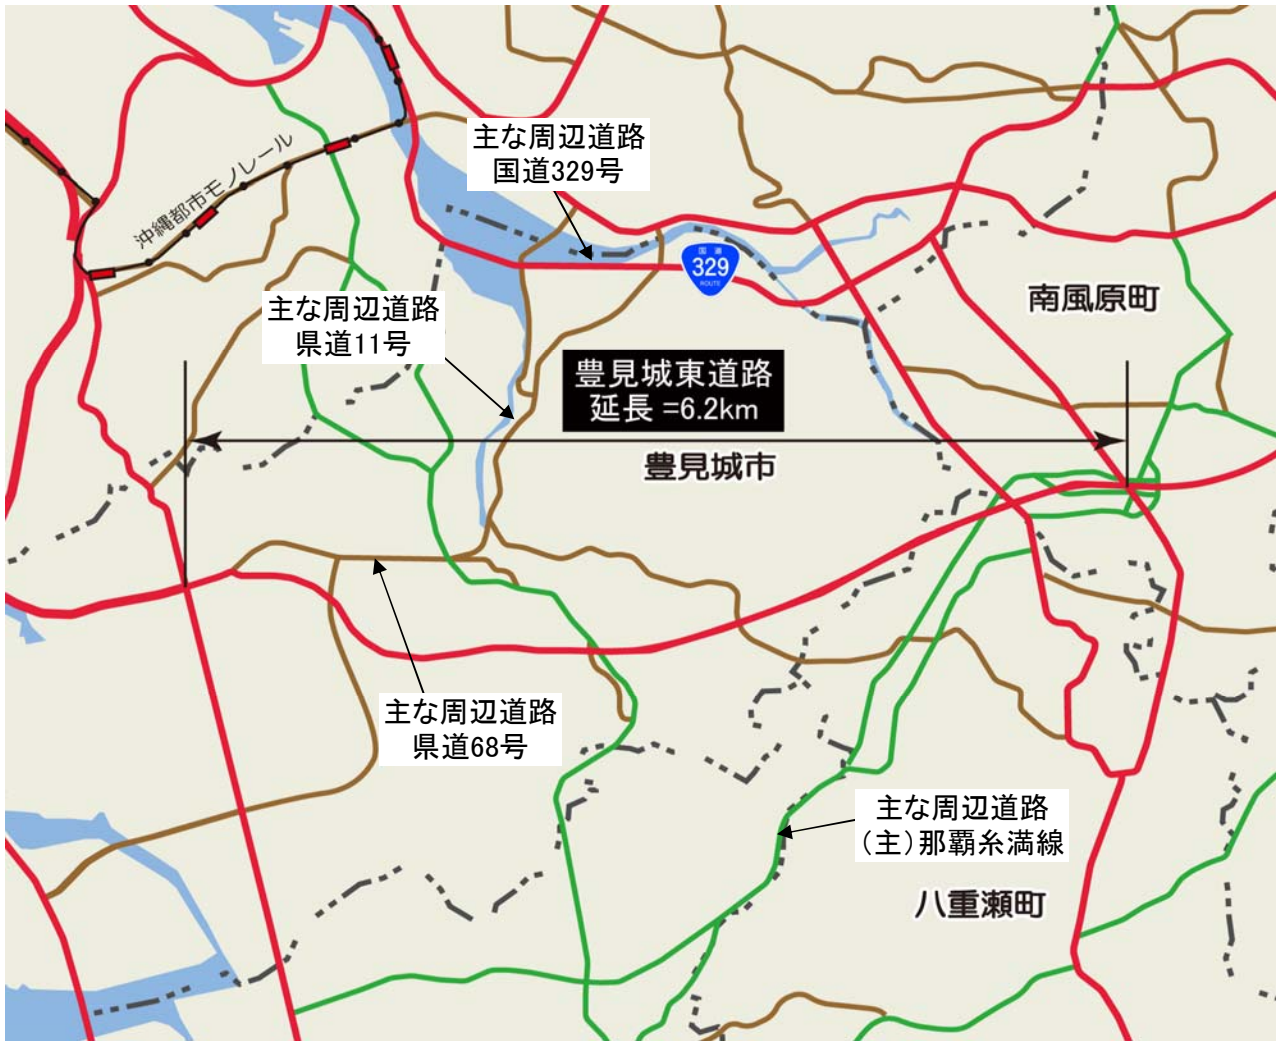 主な周辺道路
国道329号
沖縄都市モノレール
国道
329
ROUTE
主な周辺道路
県道11号
南風原町
豊見城東道路
延長=6.2km
豊見城市
主な周辺道路
県道68号
主な周辺道路
(主)那覇糸満線
八重瀬町